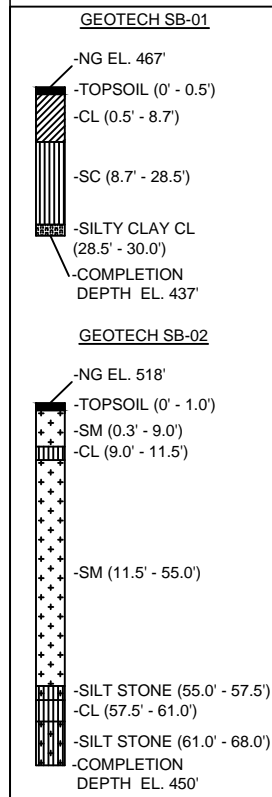 GEOTECH SB-01
-NG EL. 467'
-TOPSOIL (0' - 0.5')
-CL (0.5' - 8.7')
-SC (8.7' - 28.5')
-SILTY CLAY CL
(28.5' - 30.0')
-COMPLETION
DEPTH EL. 437'
GEOTECH SB-02
-NG EL. 518'
-TOPSOIL (0' - 1.0')
-SM (0.3' - 9.0')
-CL (9.0' - 11.5')
-SM (11.5' - 55.0')
-SILT STONE (55.0' - 57.5')
-CL (57.5' - 61.0')
-SILT STONE (61.0' - 68.0')
-COMPLETION
DEPTH EL. 450'